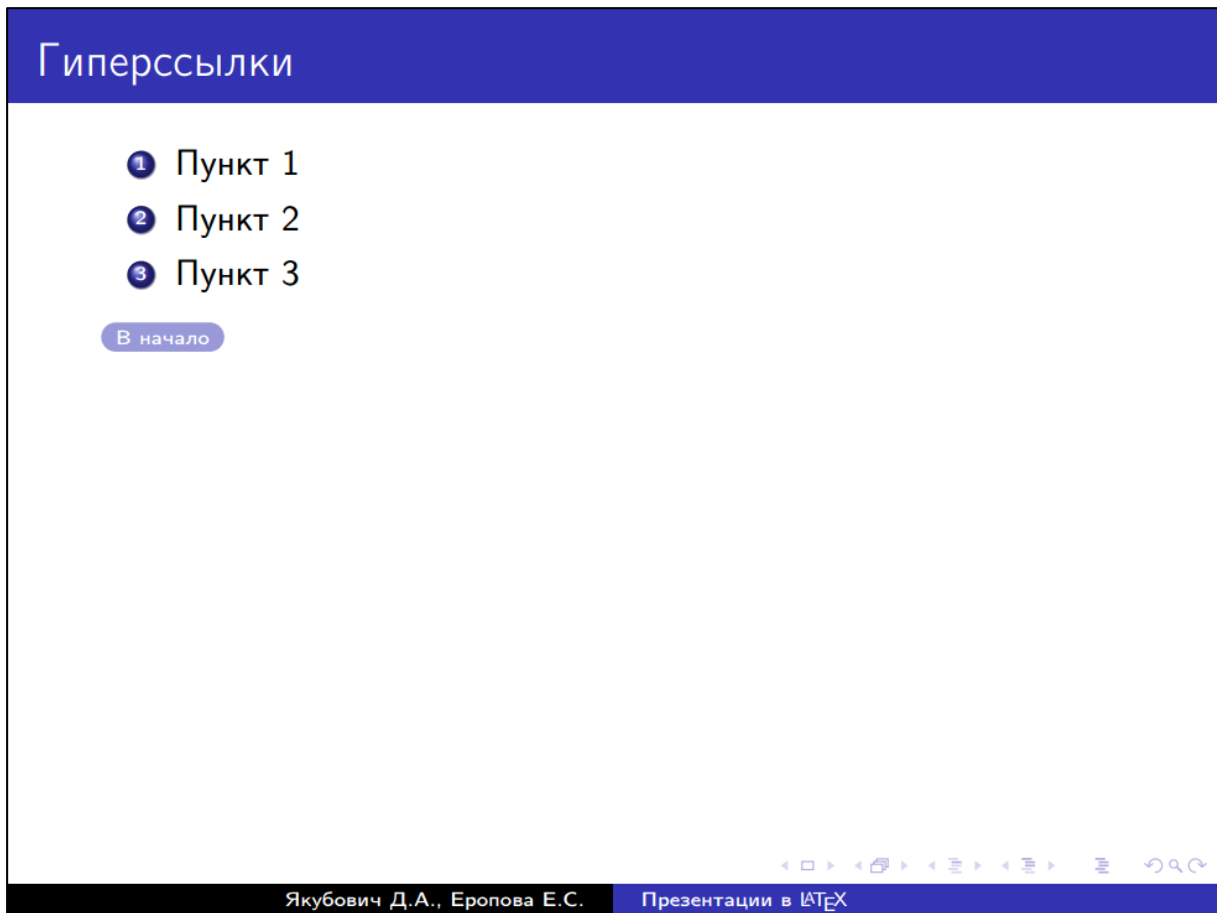 Гиперссылки
1 Пункт 1
2 Пункт 2
3 Пункт 3
В начало
Якубович Д.А., Еропова Е.С. Презентации в LATEX